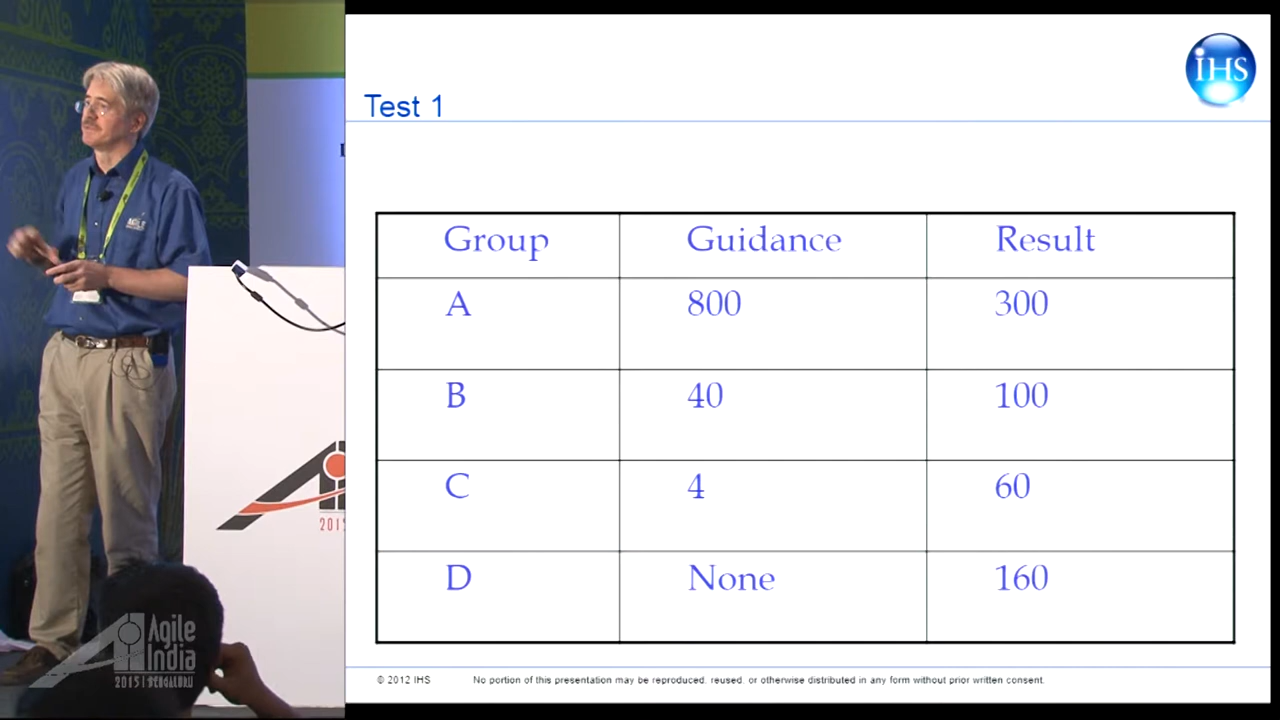 Test 1
IHS
Group Guidance Result
A 800 300
B 40 100
C 4 60
D None 160
© 2012 IHS No portion of this presentation may be reproduced, reused, or otherwise distributed in any form without prior written consent.
Agile
India
2015 BENGALURU